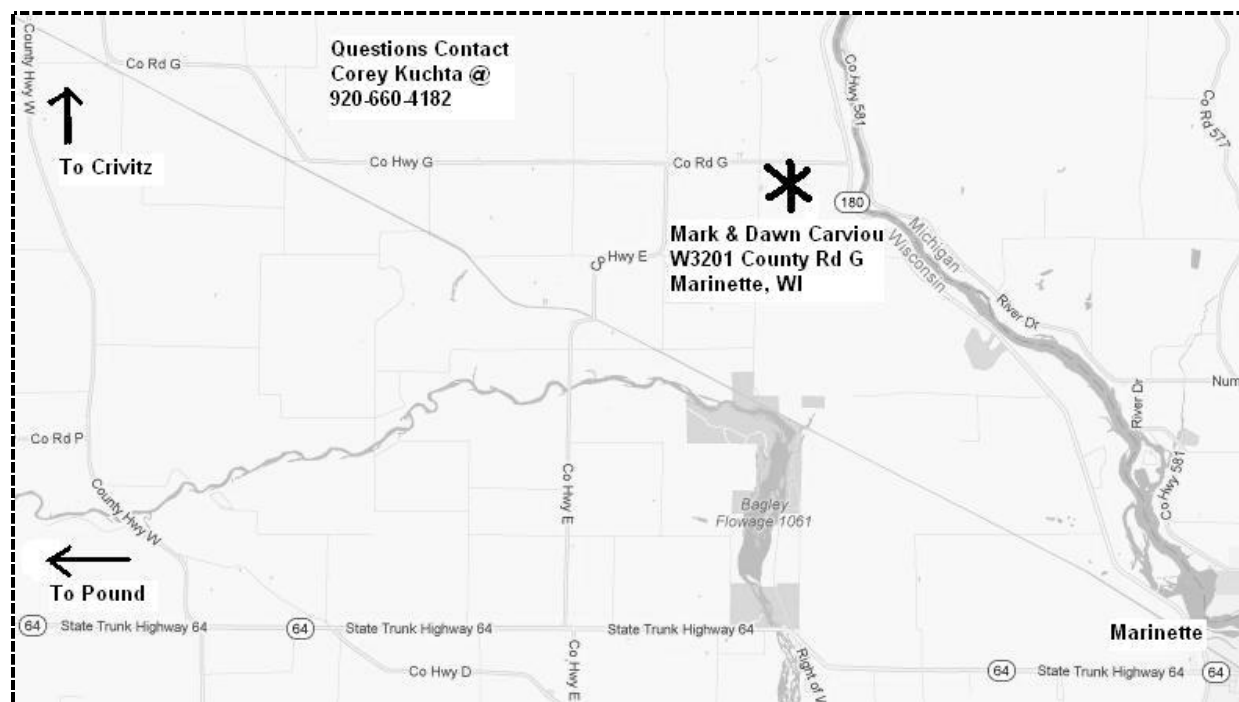 Questions Contact
Corey Kuchta @
920-660-4182
County Hwy W
Co Rd G
Co Hwy 581
Co Rd 577
To Crivitz
Co Hwy G
Co Rd G
180
Mark & Dawn Carviou
W3201 County Rd G
Marinette, WI
Michigan
Wisconsin
Co Hwy E
River Dr
Num
River Dr
Co Rd P
Co Hwy E
Co Hwy 581
County Hwy W
Bagley
Flowage 1061
To Pound
64
State Trunk Highway 64
64
State Trunk Highway 64
State Trunk Highway 64
Marinette
Co Hwy D
Co Hwy E
Right of
64
State Trunk Highway 64
64